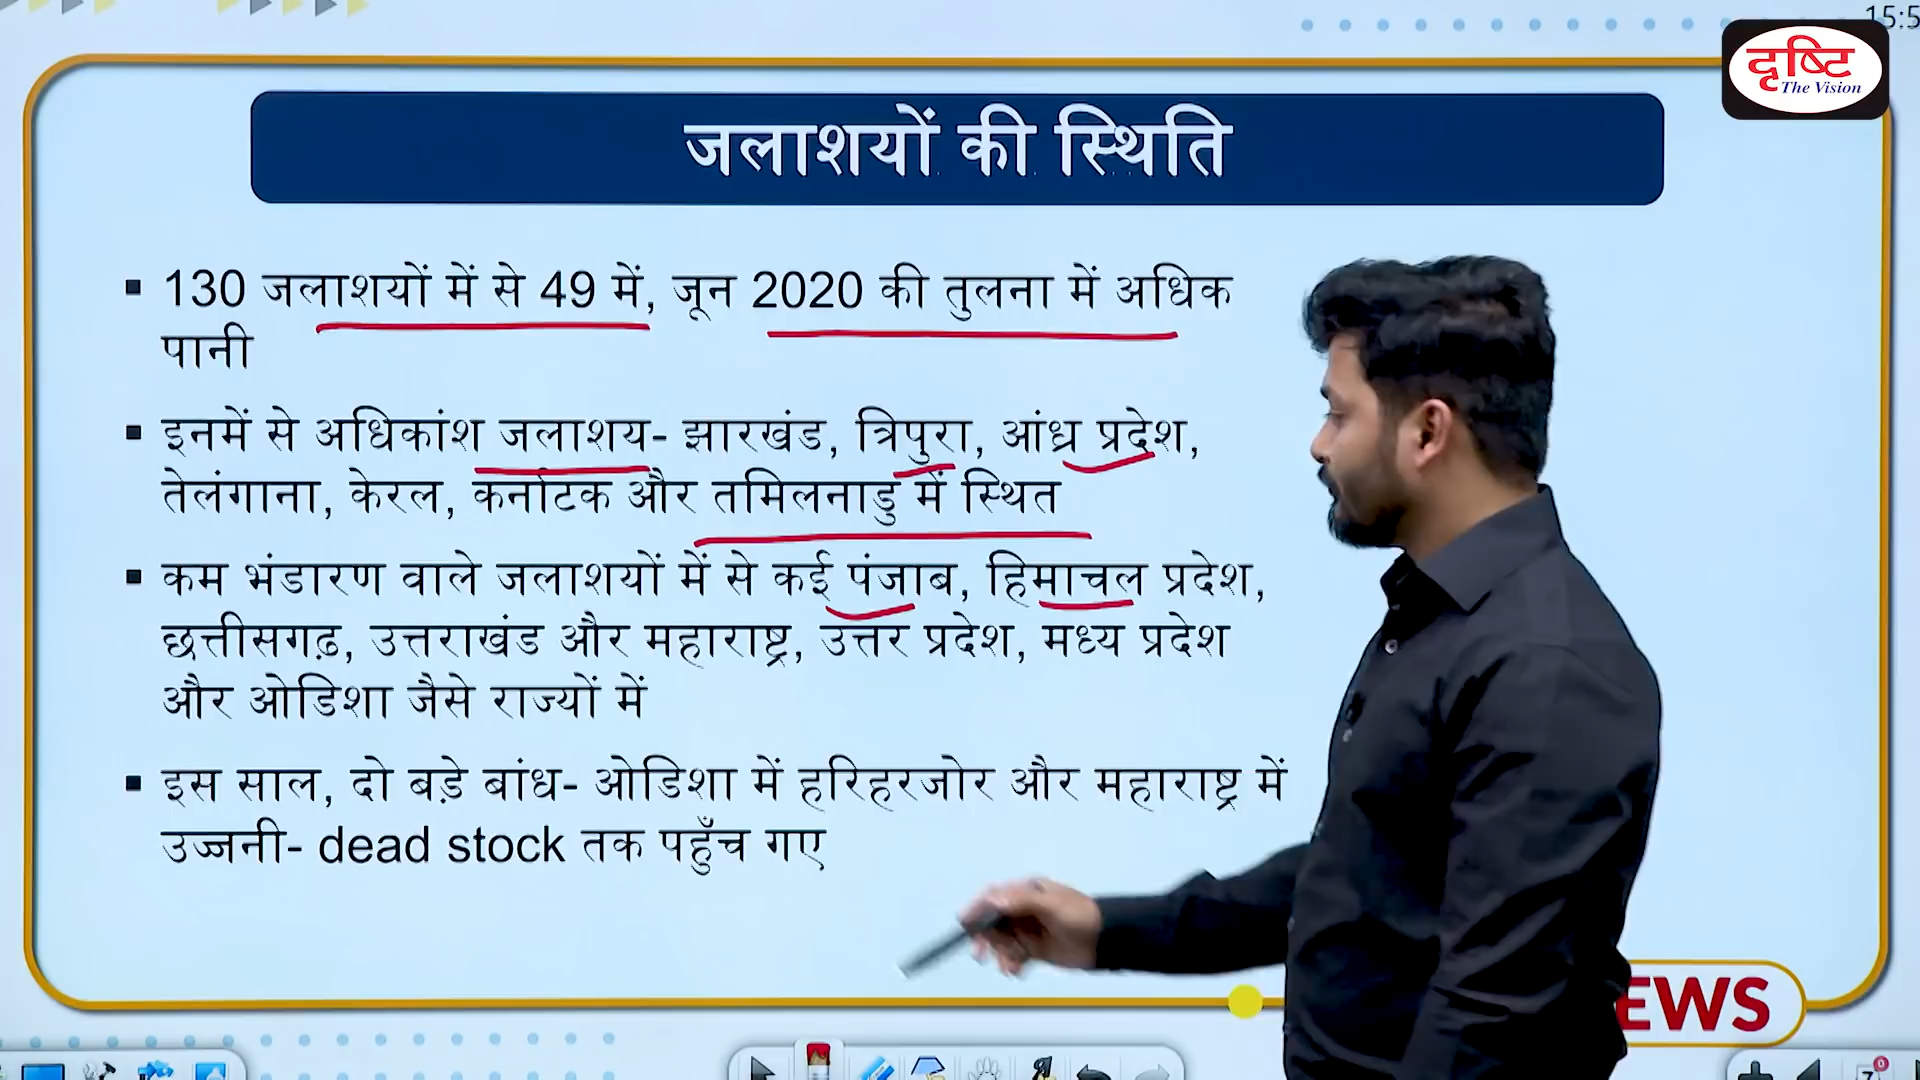 15:5
दृष्टि
The Vision
जलाशयों की स्थिति
▪ 130 जलाशयों में से 49 में, जून 2020 की तुलना में अधिक
पानी
▪ इनमें से अधिकांश जलाशय- झारखंड, त्रिपुरा, आंध्र प्रदेश,
तेलंगाना, केरल, कर्नाटक और तमिलनाडु में स्थित
▪ कम भंडारण वाले जलाशयों में से कई पंजाब, हिमाचल प्रदेश,
छत्तीसगढ़, उत्तराखंड और महाराष्ट्र, उत्तर प्रदेश, मध्य प्रदेश
और ओडिशा जैसे राज्यों में
▪ इस साल, दो बड़े बांध- ओडिशा में हरिहरजोर और महाराष्ट्र में
उज्जनी- dead stock तक पहुँच गए
EWS